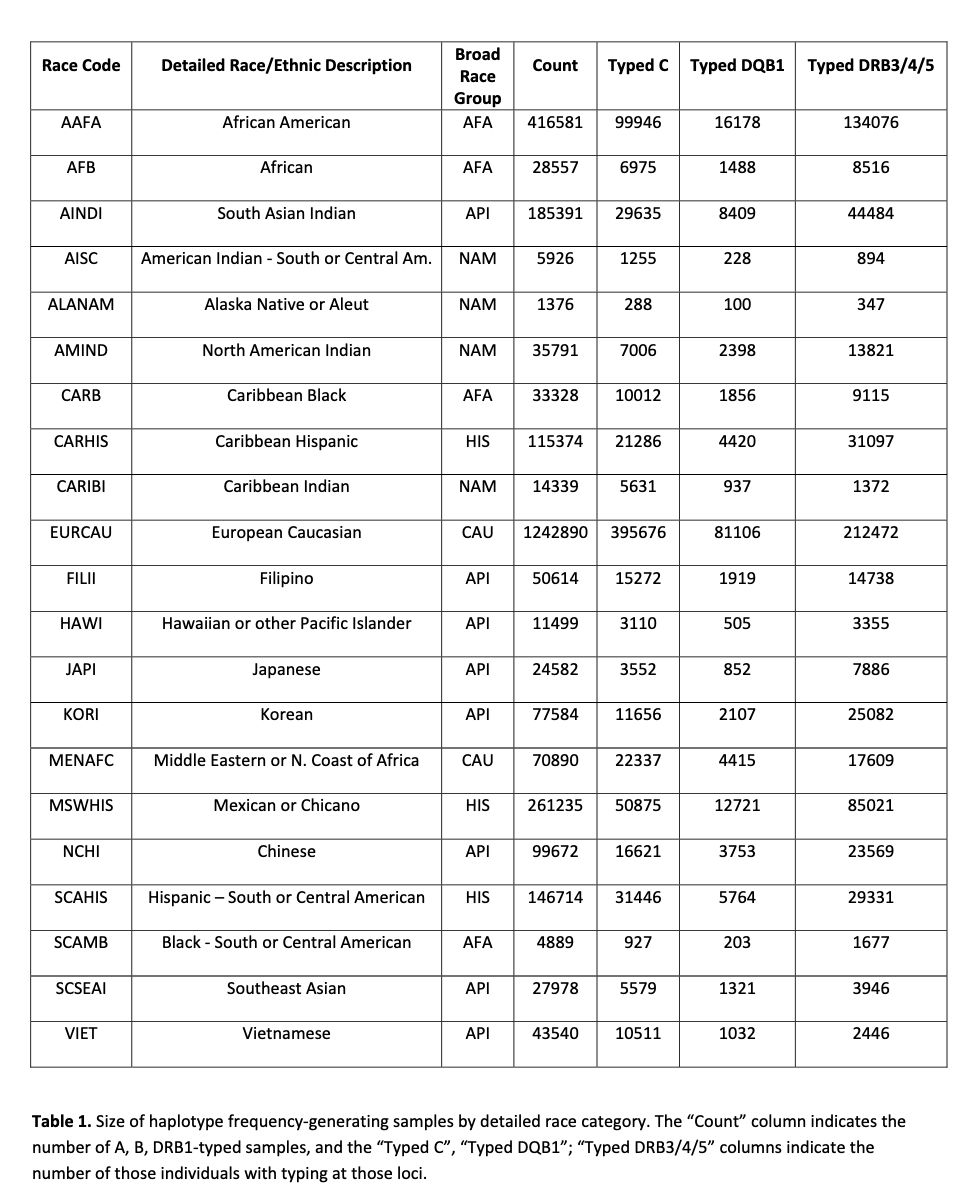 Race Code Detailed Race/Ethnic Description Broad Race Group Count Typed C Typed DQB1 Typed DRB3/4/5
AAFA African American AFA 416581 99946 16178 134076
AFB African AFA 28557 6975 1488 8516
AINDI South Asian Indian API 185391 29635 8409 44484
AISC American Indian - South or Central Am. NAM 5926 1255 228 894
ALANAM Alaska Native or Aleut NAM 1376 288 100 347
AMIND North American Indian NAM 35791 7006 2398 13821
CARB Caribbean Black AFA 33328 10012 1856 9115
CARHIS Caribbean Hispanic HIS 115374 21286 4420 31097
CARIBI Caribbean Indian NAM 14339 5631 937 1372
EURCAU European Caucasian CAU 1242890 395676 81106 212472
FILII Filipino API 50614 15272 1919 14738
HAWI Hawaiian or other Pacific Islander API 11499 3110 505 3355
JAPI Japanese API 24582 3552 852 7886
KORI Korean API 77584 11656 2107 25082
MENAFC Middle Eastern or N. Coast of Africa CAU 70890 22337 4415 17609
MSWHIS Mexican or Chicano HIS 261235 50875 12721 85021
NCHI Chinese API 99672 16621 3753 23569
SCAHIS Hispanic – South or Central American HIS 146714 31446 5764 29331
SCAMB Black - South or Central American AFA 4889 927 203 1677
SCSEAI Southeast Asian API 27978 5579 1321 3946
VIET Vietnamese API 43540 10511 1032 2446
Table 1. Size of haplotype frequency-generating samples by detailed race category. The “Count” column indicates the
number of A, B, DRB1-typed samples, and the “Typed C”, “Typed DQB1”; “Typed DRB3/4/5” columns indicate the
number of those individuals with typing at those loci.